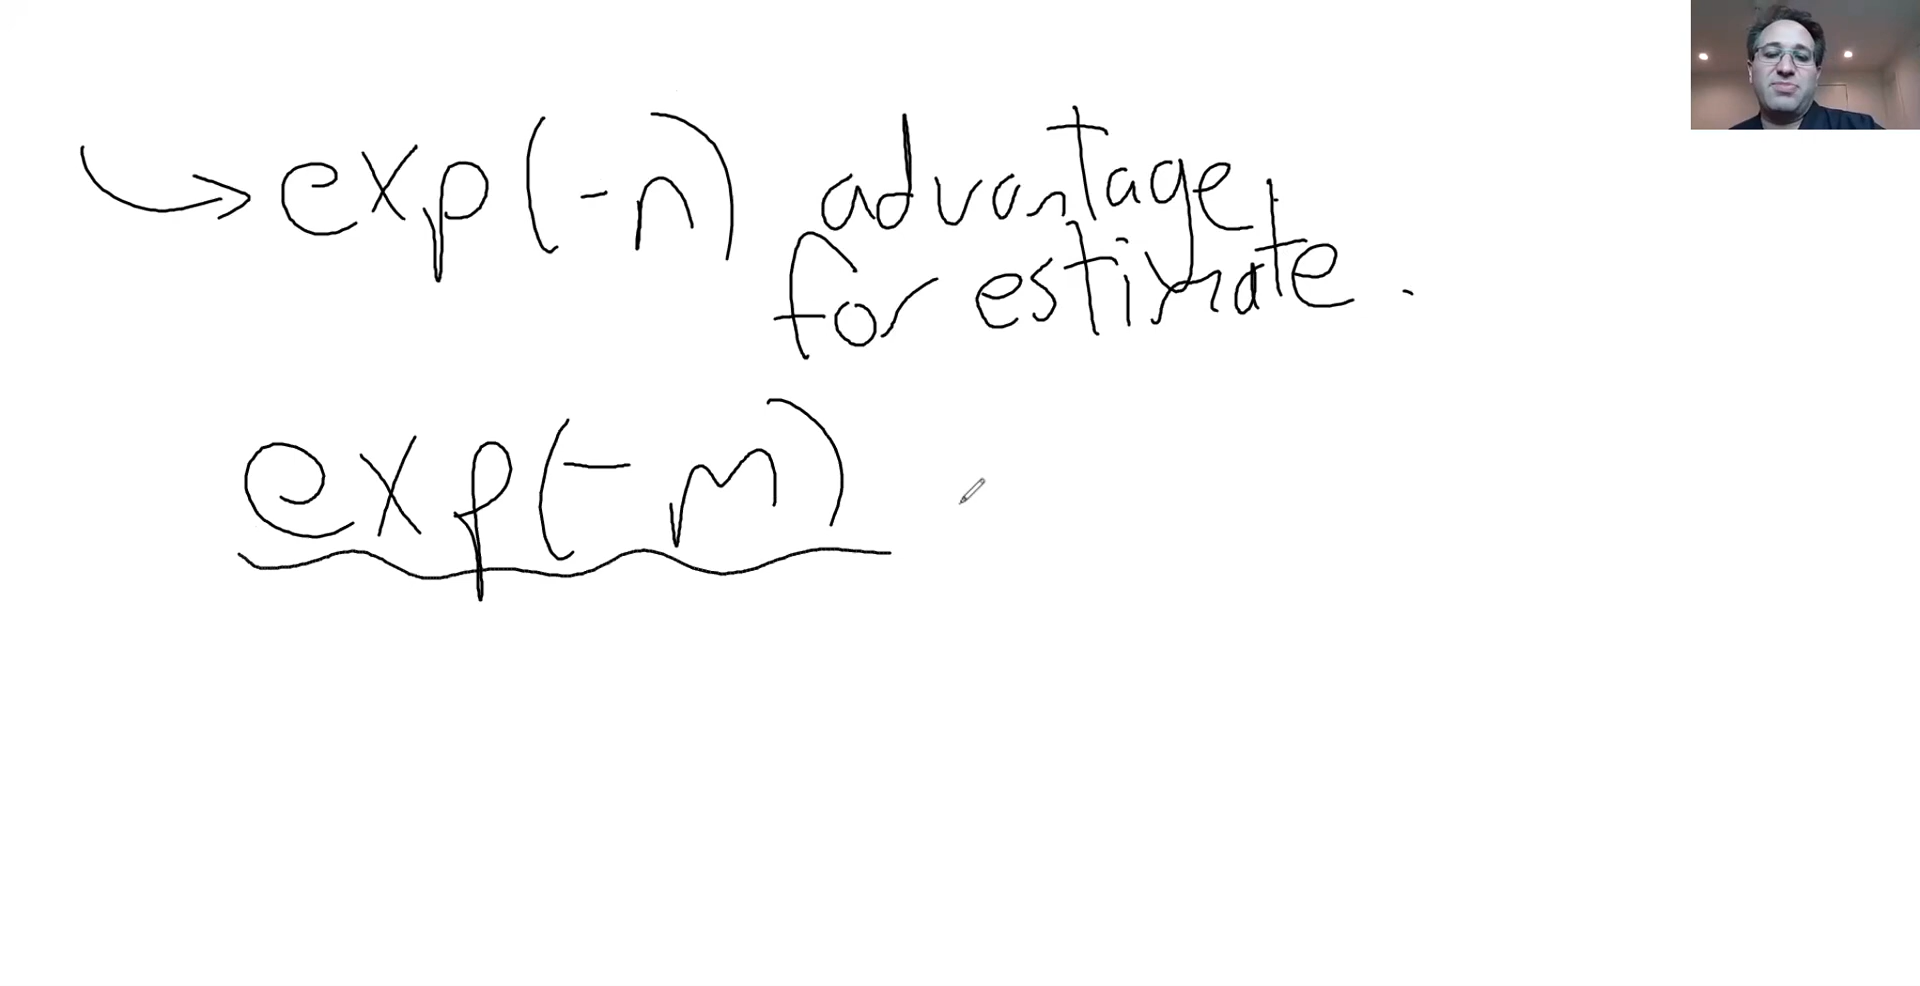 exp(-n) advantage
for estimate.
exp(-m)